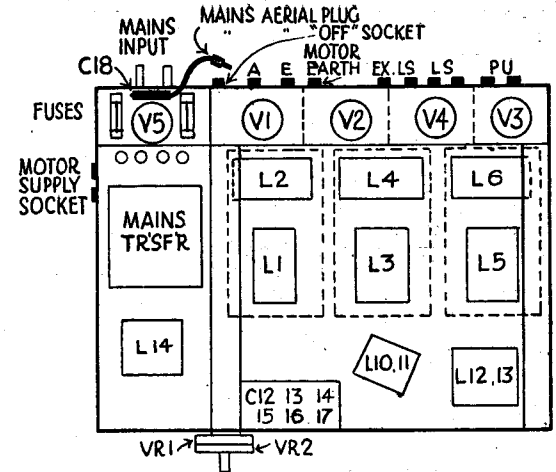 MAINS INPUT
MAINS AERIAL PLUG
" " "OFF" SOCKET
MOTOR EARTH
C18
A E EX.LS LS PU
FUSES
V5 V1 V2 V4 V3
MOTOR SUPPLY SOCKET
L2 L4 L6
MAINS TR'SF'R
L1 L3 L5
L14
L10,11
L12,13
C12 13 14
15 16 17
VR1 VR2